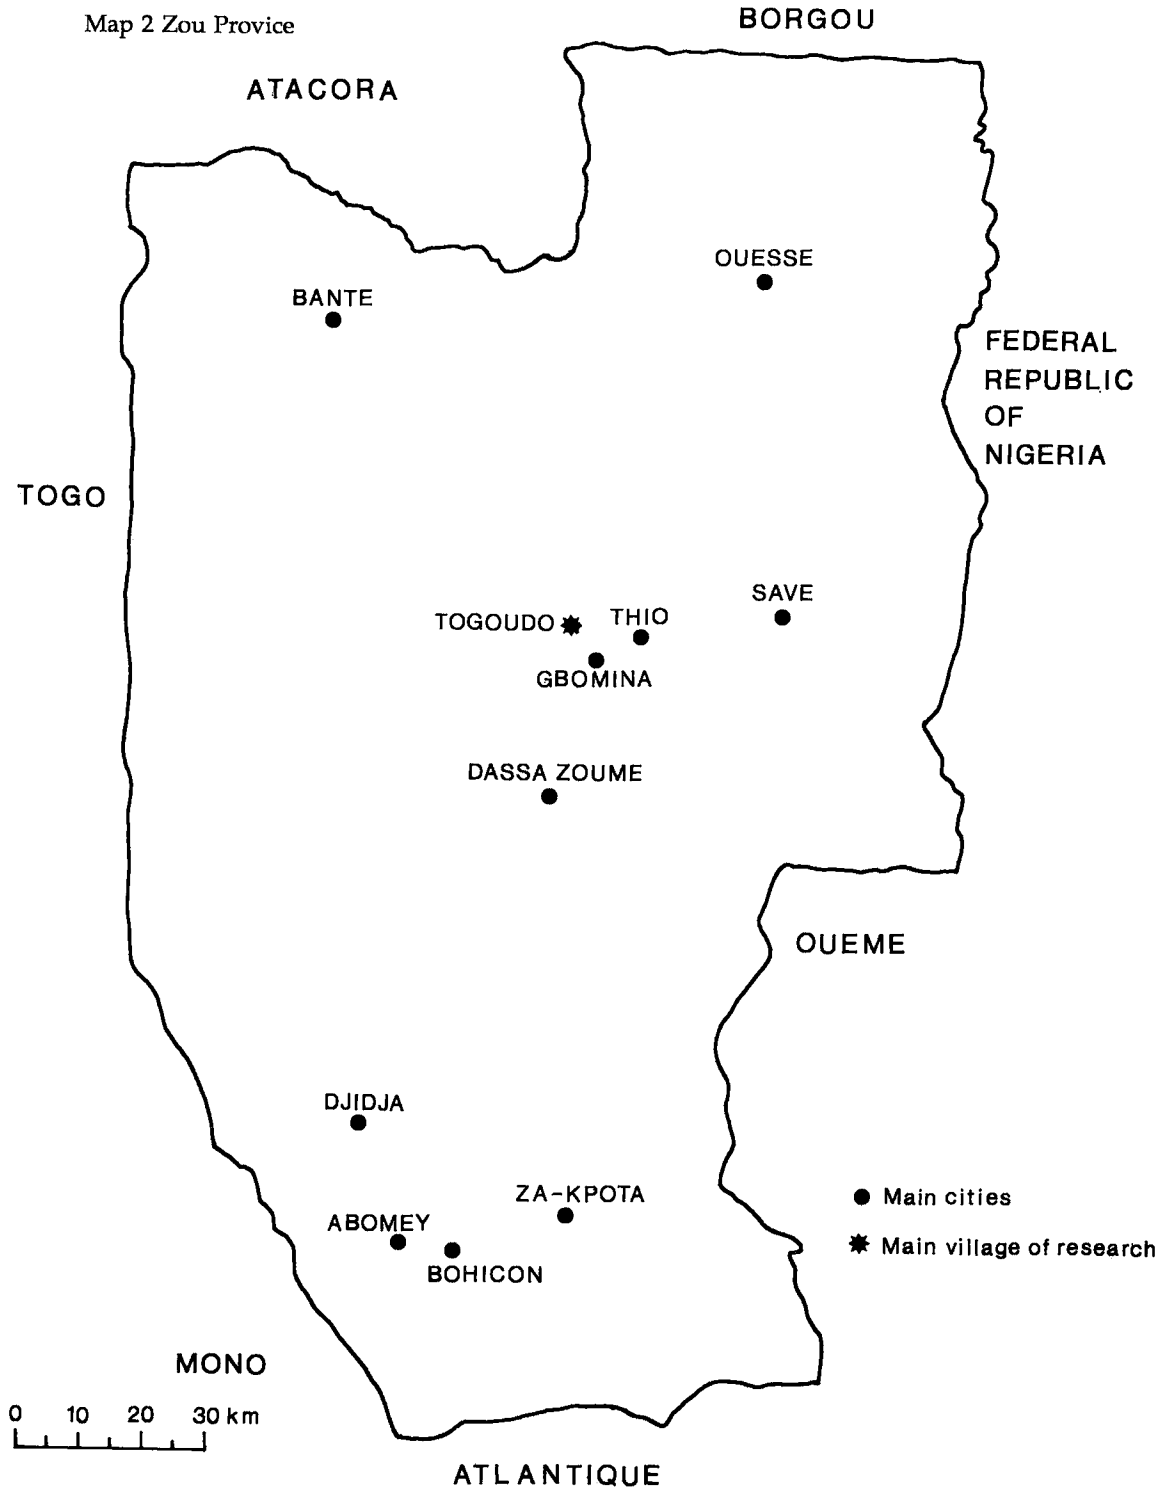 Map 2 Zou Provice
BORGOU
ATACORA
OUESSE
BANTE
FEDERAL
REPUBLIC
OF
NIGERIA
TOGO
SAVE
TOGOUDO
THIO
GBOMINA
DASSA ZOUME
OUEME
DJIDJA
ZA-KPOTA
Main cities
ABOMEY
Main village of research
BOHICON
MONO
0 10 20 30 km
ATLANTIQUE